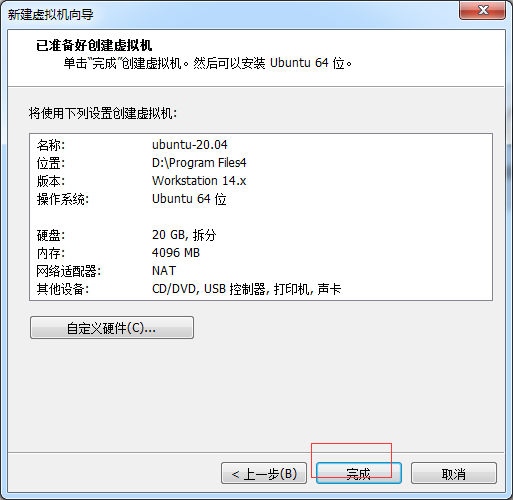 新建虚拟机向导
已准备好创建虚拟机
单击“完成”创建虚拟机。然后可以安装 Ubuntu 64 位。
将使用下列设置创建虚拟机:
名称: ubuntu-20.04
位置: D:\Program Files4
版本: Workstation 14.x
操作系统: Ubuntu 64 位
硬盘: 20 GB, 拆分
内存: 4096 MB
网络适配器: NAT
其他设备: CD/DVD, USB 控制器, 打印机, 声卡
自定义硬件(C)...
< 上一步(B) 完成 取消